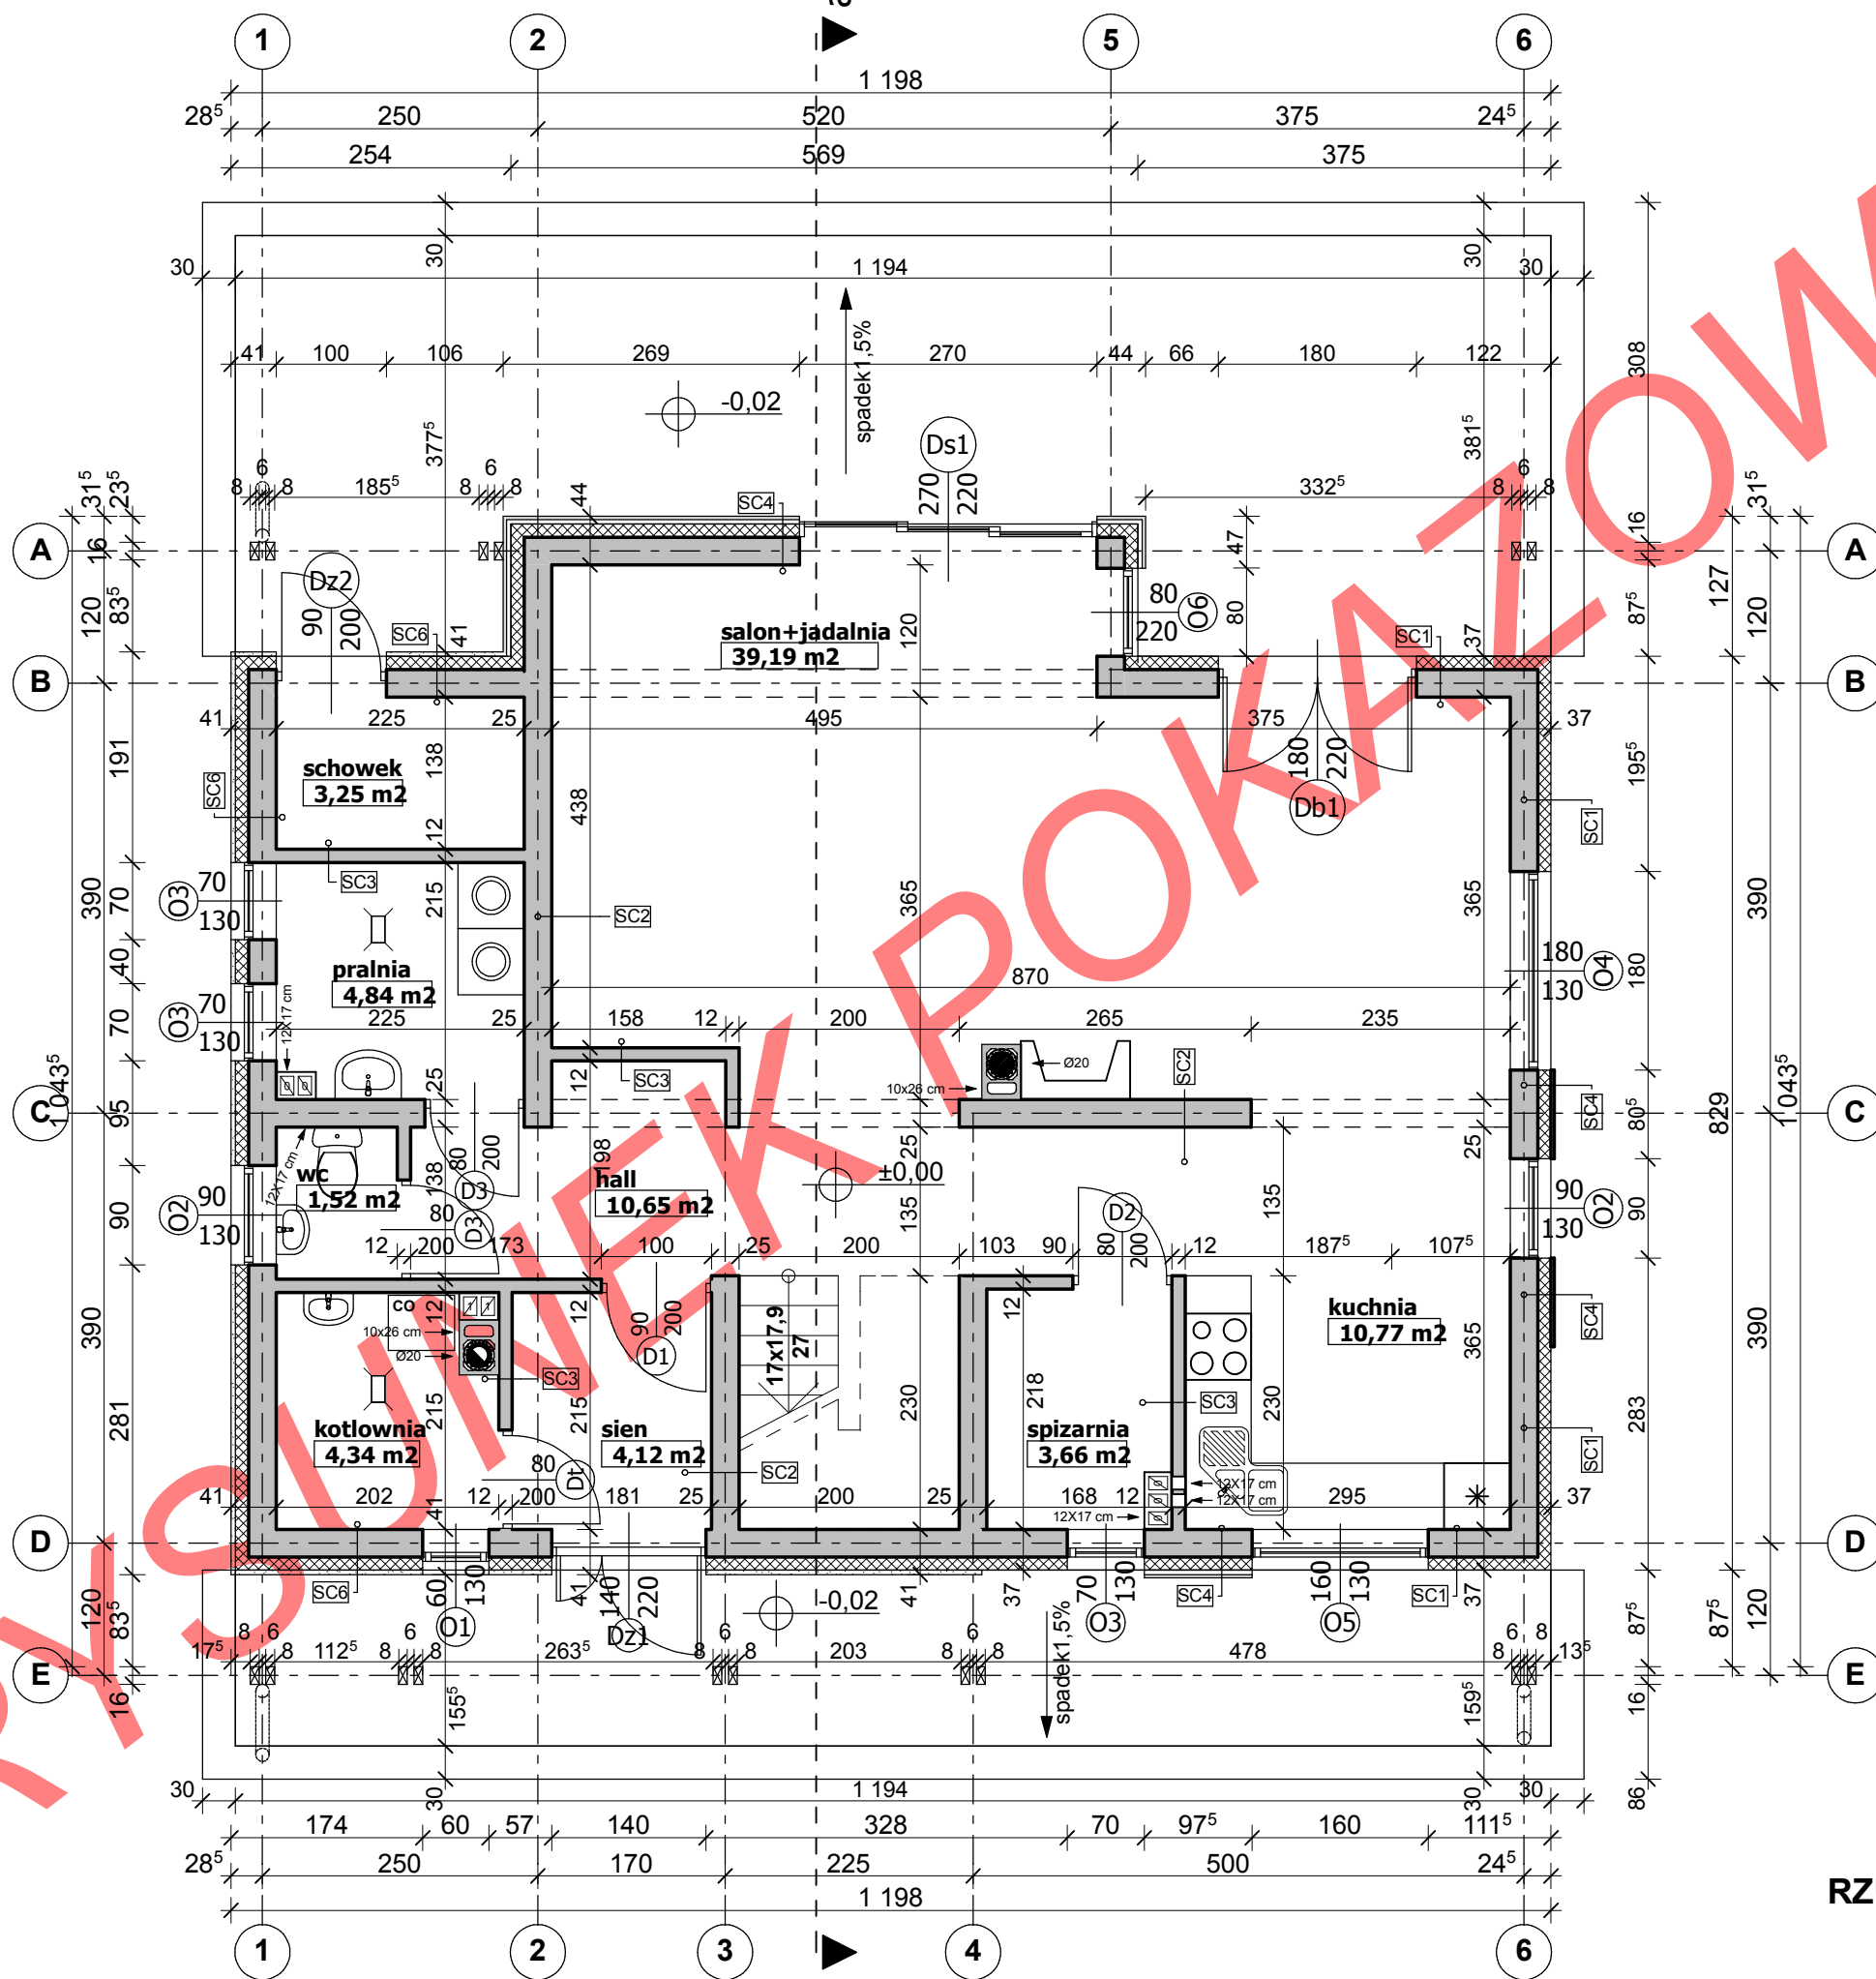 1 2 5 6
1 198
28⁵ 250 520 375 24⁵
254 569 375
30 30
30 1 194 30
spadek1,5%
41 100 106 269 270 44 66 180 122
308
-0,02
Ds1
270 220
377⁵ 381⁵
6 6 6
8 8 185⁵ 8 8 332⁵ 8 8
31⁵ 23⁵ 44 SC4 16 31⁵
A 16 47 A
Dz2
90 200
120 83⁵ SC6 41 salon+jadalnia 120 80 O6 220 80 SC1 37 87⁵ 127 120
39,19 m2
B B
41 225 25 495 375 37
191 138 180 220 195⁵
schowek
3,25 m2
SC6 438 Db1 SC1
12
SC3
O3 70 130 215 365 365
390 70 SC2 390
40 pralnia 180 130 O4 180
4,84 m2 870
O3 70 130 12X17 cm
70 225 25 158 12 200 265 235
1 043⁵ 829 1 043⁵
12 SC3 Ø20 SC2
10x26 cm
C 95 25 SC4 80⁵ C
80 200 98 25 25
wc 12X17 cm 138 D3 hall ±0,00
1,52 m2 10,65 m2
O2 90 130 90 80 D3 135 D2 135 90 130 O2 90
12 200 173 100 25 200 103 90 80 200 12 187⁵ 107⁵
co 12 12 90 200 12 kuchnia
10x26 cm 17x17,9 10,77 m2 SC4
390 Ø20 D1 27 365 390
SC3 SC3
281 215 215 230 218 230 283
kotlownia sien spizarnia
4,34 m2 4,12 m2 3,66 m2 SC1
80 Dt SC2
12X17 cm
12X17 cm
41 202 41 12 200 181 25 200 25 168 12 295 37
12X17 cm
D D
SC6 60 130 41 140 220 41 37 70 130 SC4 160 130 SC1 37
-0,02
120 83⁵ O1 Dz1 O3 O5 87⁵ 87⁵ 120
8 6 6 6 6 6 8
17⁵ 8 112⁵ 8 8 263⁵ 8 8 203 8 8 478 8 13⁵
E E
16 155⁵ spadek1,5% 159⁵ 16
30 1 194 30
30 30 86
174 60 57 140 328 70 97⁵ 160 111⁵
28⁵ 250 170 225 500 24⁵
1 198
RZ
1 2 3 4 6
RYSUNEK POKAZOW